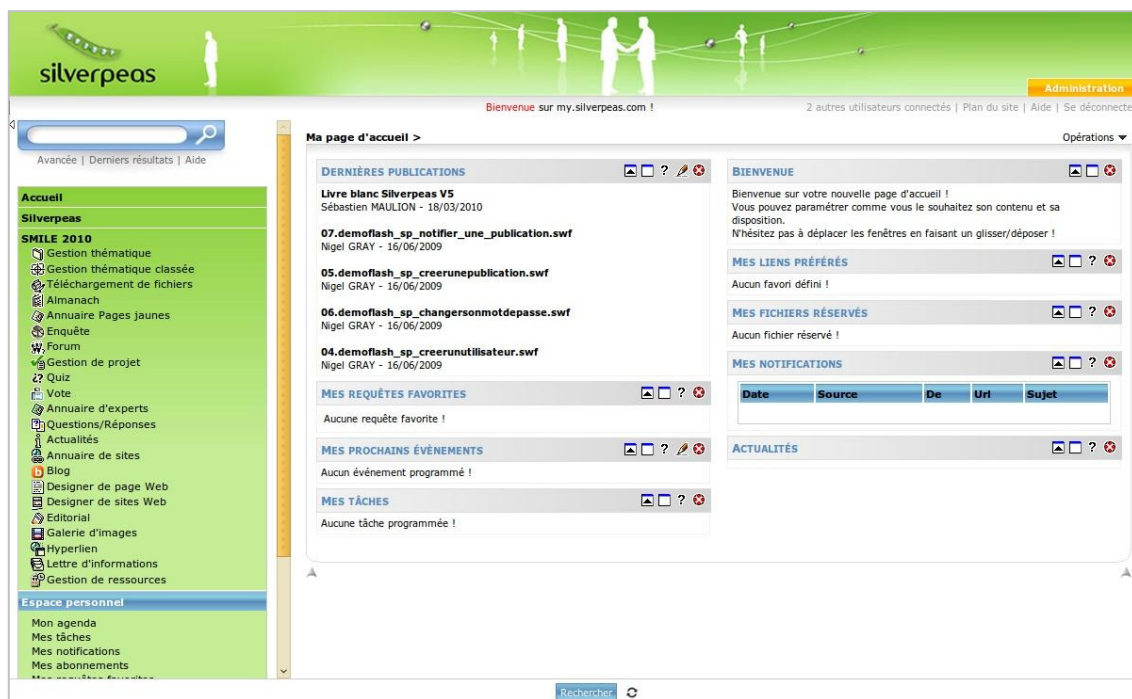 silverpeas
Administration
Bienvenue sur my.silverpeas.com !
2 autres utilisateurs connectés | Plan du site | Aide | Se déconnecte
Avancée | Derniers résultats | Aide
Accueil
Silverpeas
SMILE 2010
Gestion thématique
Gestion thématique classée
Téléchargement de fichiers
Almanach
Annuaire Pages jaunes
Enquête
Forum
Gestion de projet
Quiz
Vote
Annuaire d'experts
Questions/Réponses
Actualités
Annuaire de sites
Blog
Designer de page Web
Designer de sites Web
Editorial
Galerie d'images
Hyperlien
Lettre d'informations
Gestion de ressources
Espace personnel
Mon agenda
Mes tâches
Mes notifications
Mes abonnements
Ma page d'accueil >
Opérations
DERNIÈRES PUBLICATIONS
Livre blanc Silverpeas V5
Sébastien MAULION - 18/03/2010
07.demoflash_sp_notifier_une_publication.swf
Nigel GRAY - 16/06/2009
05.demoflash_sp_creerunepublication.swf
Nigel GRAY - 16/06/2009
06.demoflash_sp_changersonmotdepasse.swf
Nigel GRAY - 16/06/2009
04.demoflash_sp_creerunutilisateur.swf
Nigel GRAY - 16/06/2009
MES REQUÊTES FAVORITES
Aucune requête favorite !
MES PROCHAINS ÉVÈNEMENTS
Aucun événement programmé !
MES TÂCHES
Aucune tâche programmée !
BIENVENUE
Bienvenue sur votre nouvelle page d'accueil !
Vous pouvez paramétrer comme vous le souhaitez son contenu et sa
disposition.
N'hésitez pas à déplacer les fenêtres en faisant un glisser/déposer !
MES LIENS PRÉFÉRÉS
Aucun favori défini !
MES FICHIERS RÉSERVÉS
Aucun fichier réservé !
MES NOTIFICATIONS
Date Source De Url Sujet
ACTUALITÉS
Rechercher